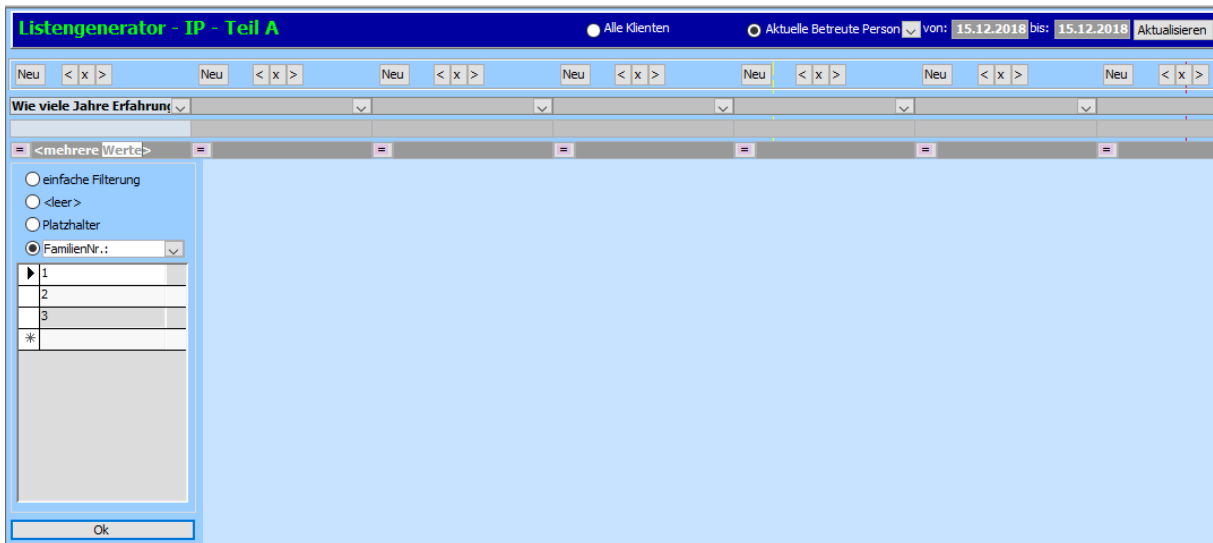 Listengenerator - IP - Teil A Alle Klienten Aktuelle Betreute Person von: 15.12.2018 bis: 15.12.2018 Aktualisieren
Neu < x > Neu < x > Neu < x > Neu < x > Neu < x > Neu < x > Neu < x >
Wie viele Jahre Erfahrung
= <mehrere Werte> = = = = = =
einfache Filterung
<leer>
Platzhalter
FamilienNr.:
1
2
3
*
Ok